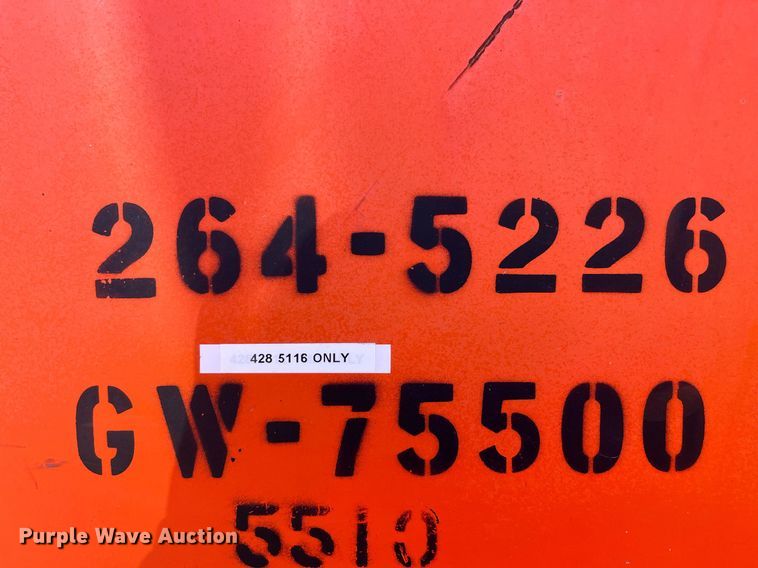 264-5226
428 5116 ONLY
GW-75500
5510
Purple Wave Auction